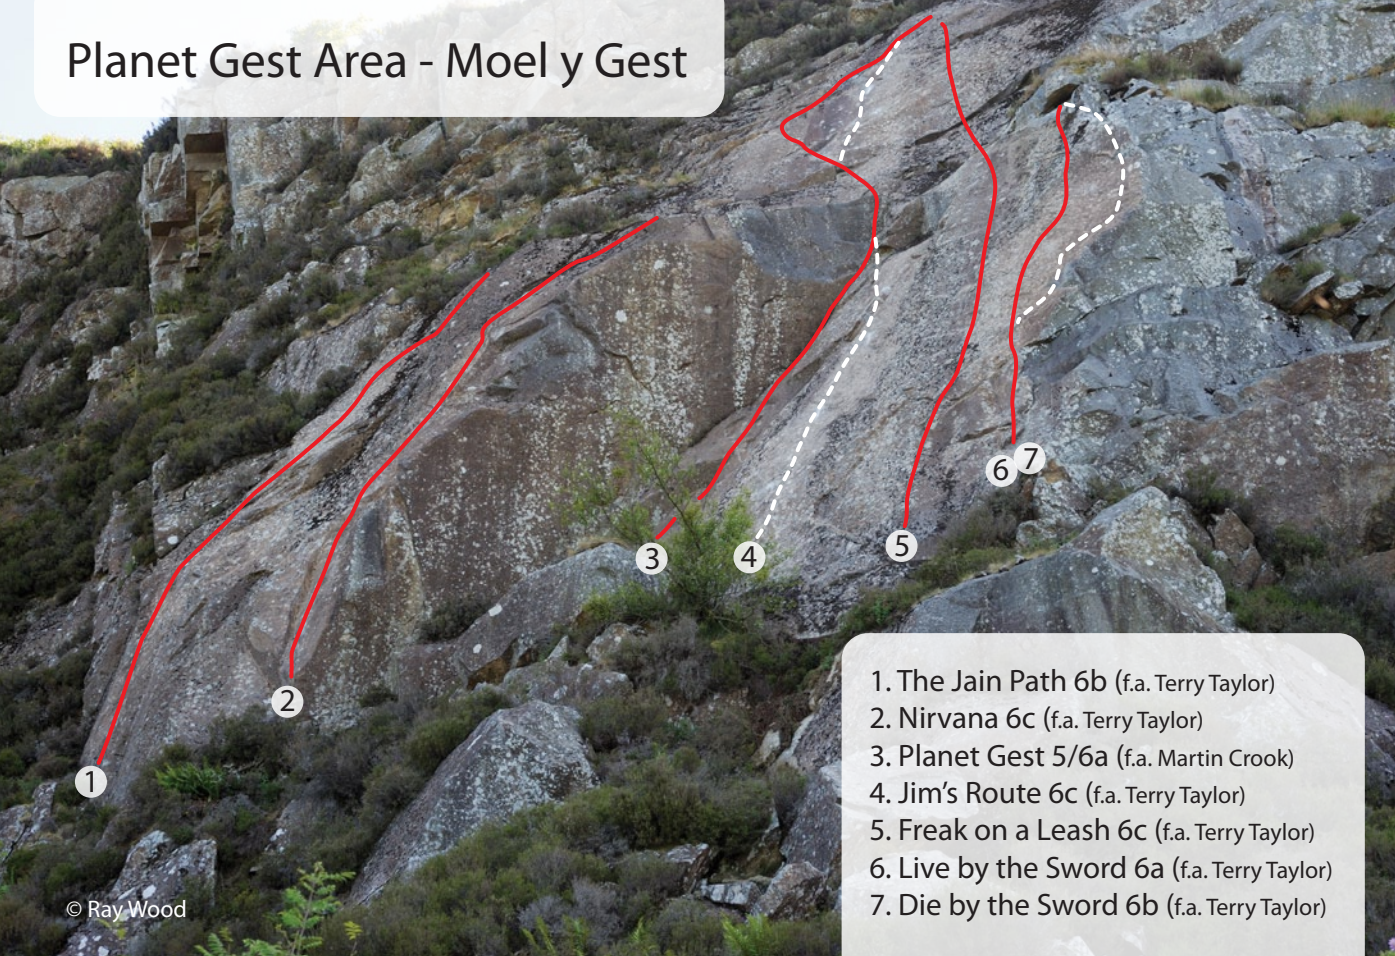 Planet Gest Area - Moel y Gest
6
7
5
3
4
2
1
1. The Jain Path 6b (f.a. Terry Taylor)
2. Nirvana 6c (f.a. Terry Taylor)
3. Planet Gest 5/6a (f.a. Martin Crook)
4. Jim's Route 6c (f.a. Terry Taylor)
5. Freak on a Leash 6c (f.a. Terry Taylor)
6. Live by the Sword 6a (f.a. Terry Taylor)
7. Die by the Sword 6b (f.a. Terry Taylor)
© Ray Wood